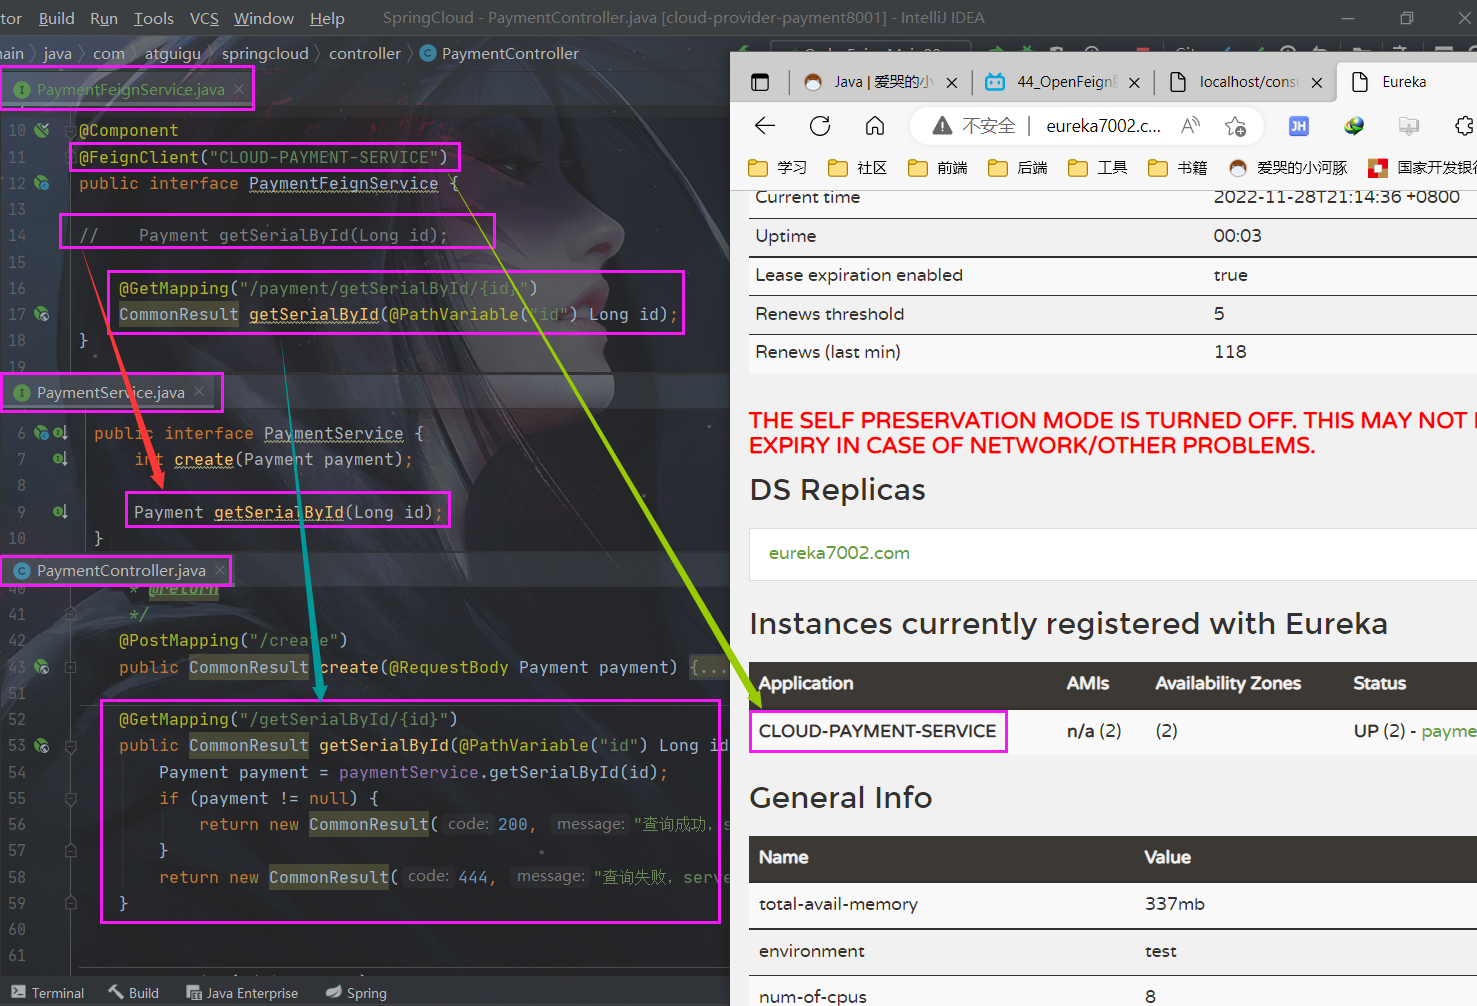 tor Build Run Tools VCS Window Help SpringCloud - PaymentController.java [cloud-provider-payment8001] - IntelliJ IDEA
ain java com atguigu springcloud controller PaymentController
PaymentFeignService.java
10 @Component
11 @FeignClient("CLOUD-PAYMENT-SERVICE")
12 public interface PaymentFeignService {
13
14 // Payment getSerialById(Long id);
15
16 @GetMapping("/payment/getSerialById/{id}")
17 CommonResult getSerialById(@PathVariable("id") Long id);
18 }
19
PaymentService.java
6 public interface PaymentService {
7 int create(Payment payment);
8
9 Payment getSerialById(Long id);
10 }
PaymentController.java
40 * @return
41 */
42 @PostMapping("/create")
43 public CommonResult create(@RequestBody Payment payment) {...
51
52 @GetMapping("/getSerialById/{id}")
53 public CommonResult getSerialById(@PathVariable("id") Long id
54 Payment payment = paymentService.getSerialById(id);
55 if (payment != null) {
56 return new CommonResult( code: 200, message: "查询成功, s
57 }
58 return new CommonResult( code: 444, message: "查询失败, serve
59 }
60
61
Terminal Build Java Enterprise Spring
Java | 爱哭的小 44_OpenFeign localhost/consu Eureka
不安全 eureka7002.c... A
JH
学习 社区 前端 后端 工具 书籍 爱哭的小河豚 国家开发银行
Current time 2022-11-28T21:14:36 +0800
Uptime 00:03
Lease expiration enabled true
Renews threshold 5
Renews (last min) 118
THE SELF PRESERVATION MODE IS TURNED OFF. THIS MAY NOT
EXPIRY IN CASE OF NETWORK/OTHER PROBLEMS.
DS Replicas
eureka7002.com
Instances currently registered with Eureka
Application AMIs Availability Zones Status
CLOUD-PAYMENT-SERVICE n/a (2) (2) UP (2) - payme
General Info
Name Value
total-avail-memory 337mb
environment test
num-of-cpus 8